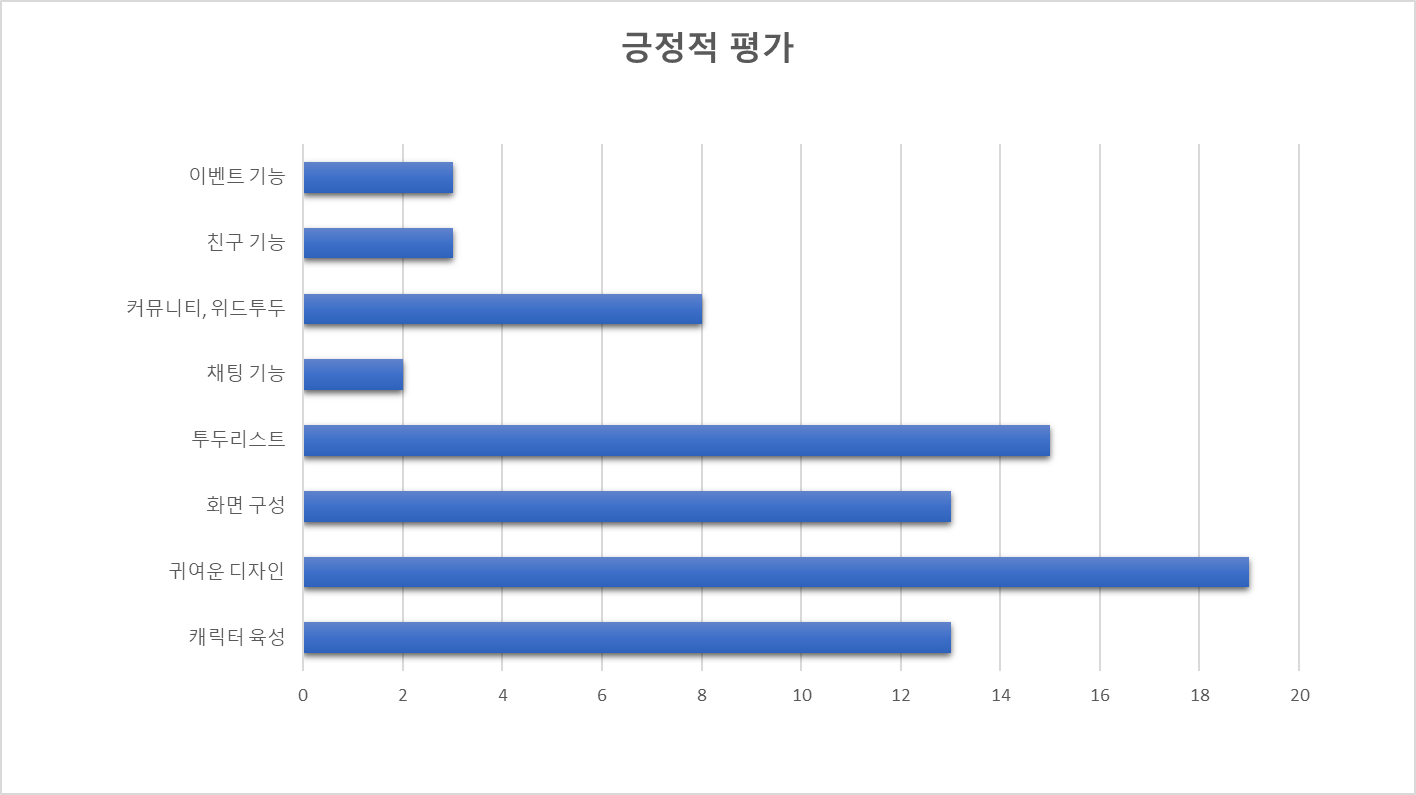 긍정적 평가
이벤트 기능
친구 기능
커뮤니티, 위드투두
채팅 기능
투두리스트
화면 구성
귀여운 디자인
캐릭터 육성
0 2 4 6 8 10 12 14 16 18 20